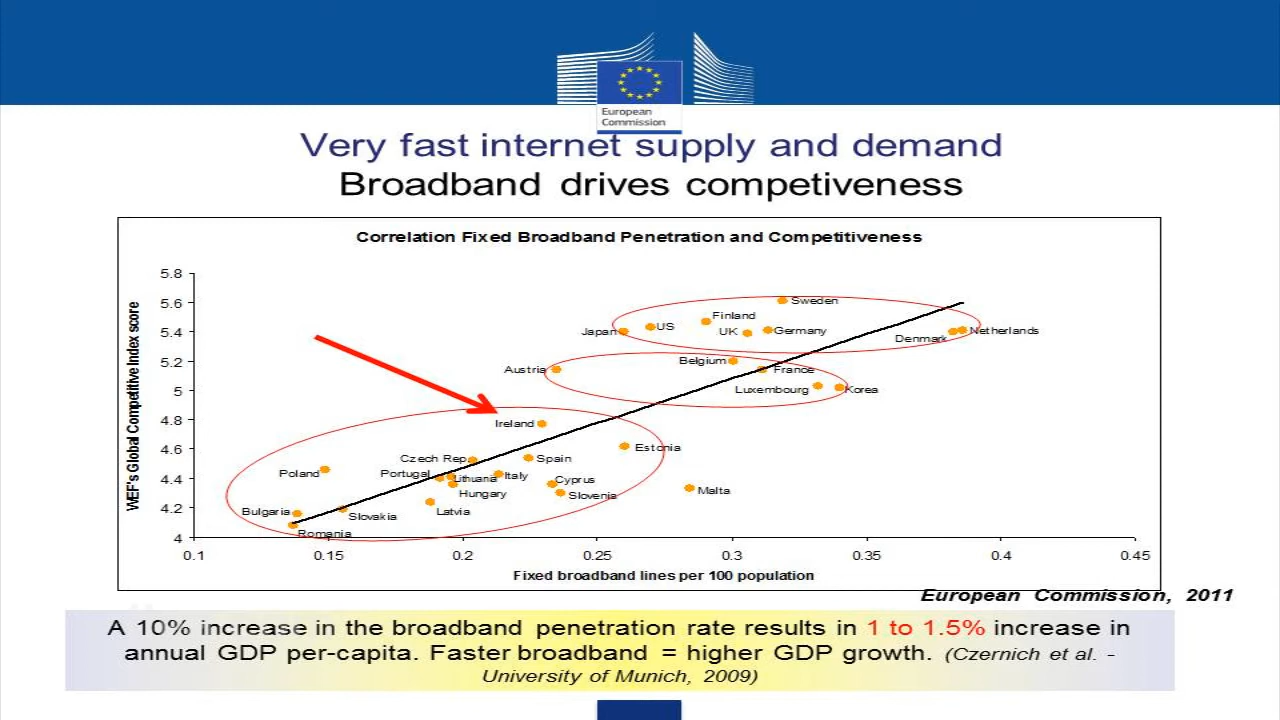 European
Commission
Very fast internet supply and demand
Broadband drives competiveness
Correlation Fixed Broadband Penetration and Competitiveness
WEF's Global Competitive Index score
5.8
5.6
5.4
5.2
5
4.8
4.6
4.4
4.2
4
Sweden
Finland
Japan
US
UK
Germany
Denmark
Netherlands
Austria
Belgium
France
Luxembourg
Korea
Ireland
Estonia
Czech Rep
Spain
Poland
Portugal
Lithuania
Italy
Cyprus
Hungary
Slovenia
Malta
Bulgaria
Slovakia
Latvia
Romania
0.1 0.15 0.2 0.25 0.3 0.35 0.4 0.45
Fixed broadband lines per 100 population
European Commission, 2011
A 10% increase in the broadband penetration rate results in 1 to 1.5% increase in
annual GDP per-capita. Faster broadband = higher GDP growth. (Czernich et al. -
University of Munich, 2009)